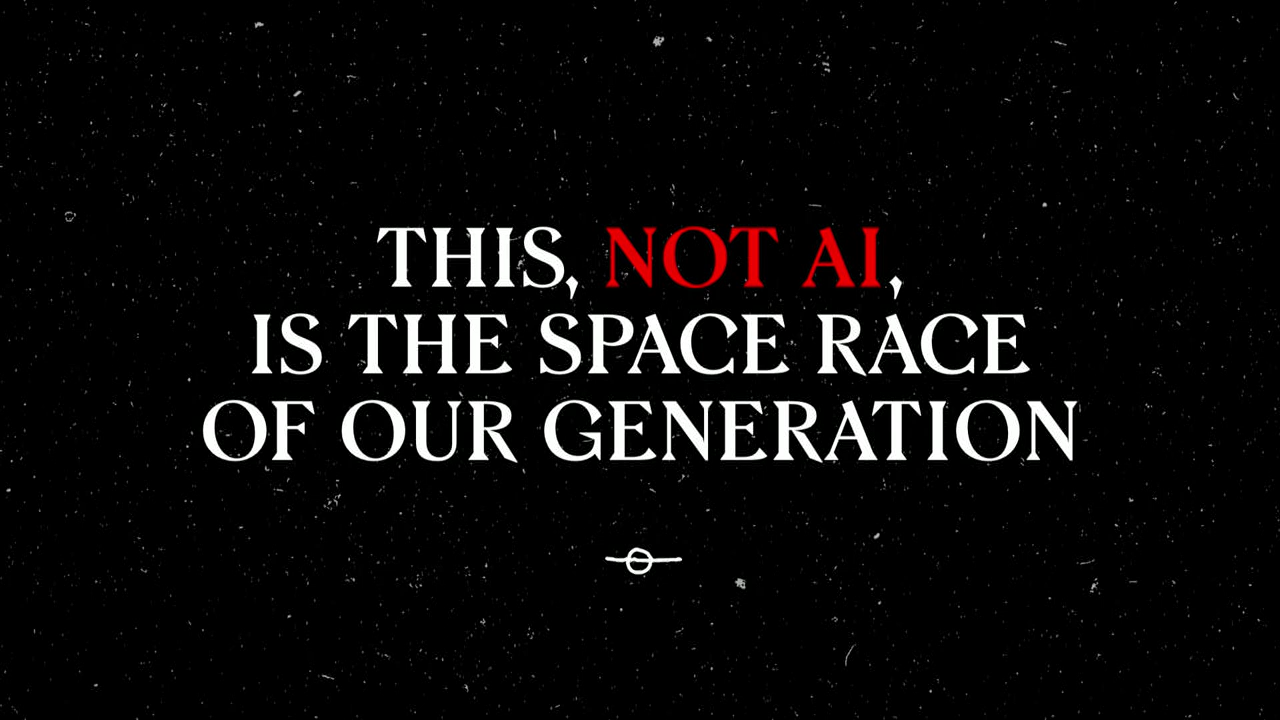 THIS, NOT AI,
IS THE SPACE RACE
OF OUR GENERATION